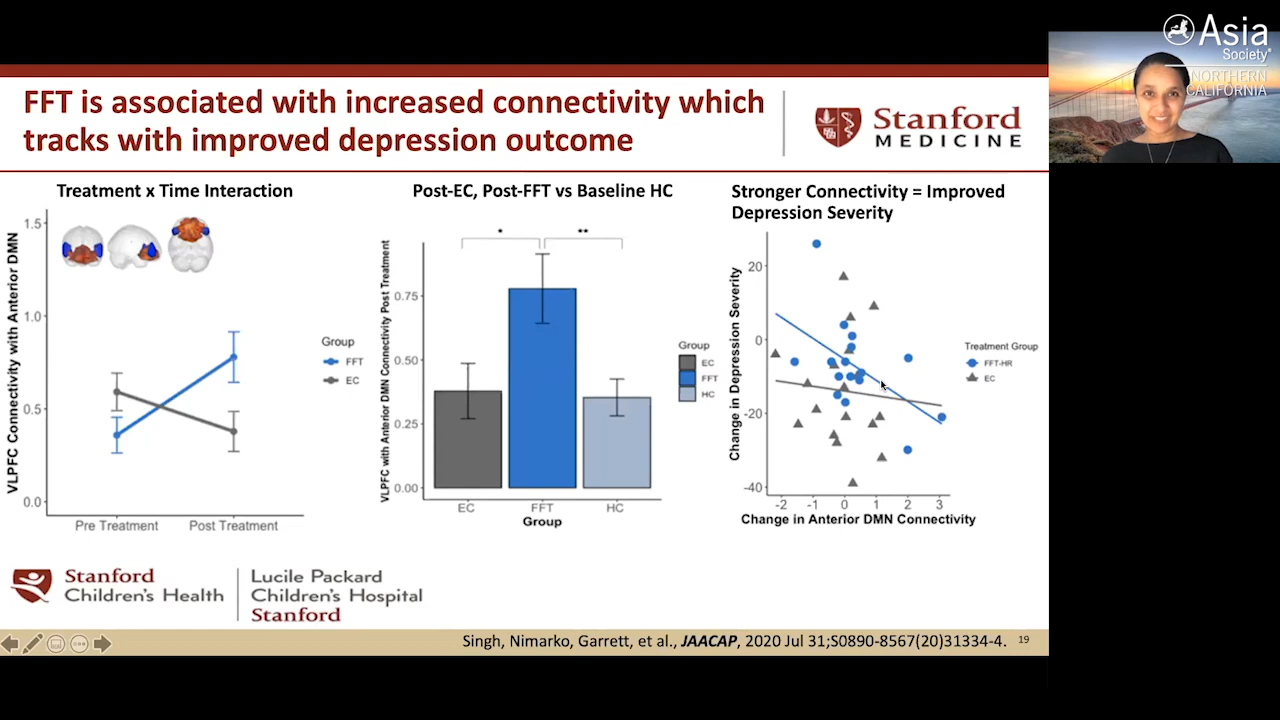 FFT is associated with increased connectivity which
tracks with improved depression outcome
Stanford
MEDICINE
Asia
Society
NORTHERN
CALIFORNIA
Treatment x Time Interaction
VLPFC Connectivity with Anterior DMN
1.5
1.0
0.5
0.0
Pre Treatment
Post Treatment
Group
FFT
EC
Post-EC, Post-FFT vs Baseline HC
VLPFC with Anterior DMN Connectivity Post Treatment
*
**
0.75
0.50
0.25
0.00
EC
FFT
HC
Group
Group
EC
FFT
HC
Stronger Connectivity = Improved
Depression Severity
Change in Depression Severity
20
0
-20
-40
-2
-1
0
1
2
3
Change in Anterior DMN Connectivity
Treatment Group
FFT-HR
EC
Stanford
Children's Health
Lucile Packard
Children's Hospital
Stanford
Singh, Nimarko, Garrett, et al., JAACAP, 2020 Jul 31;S0890-8567(20)31334-4.
19